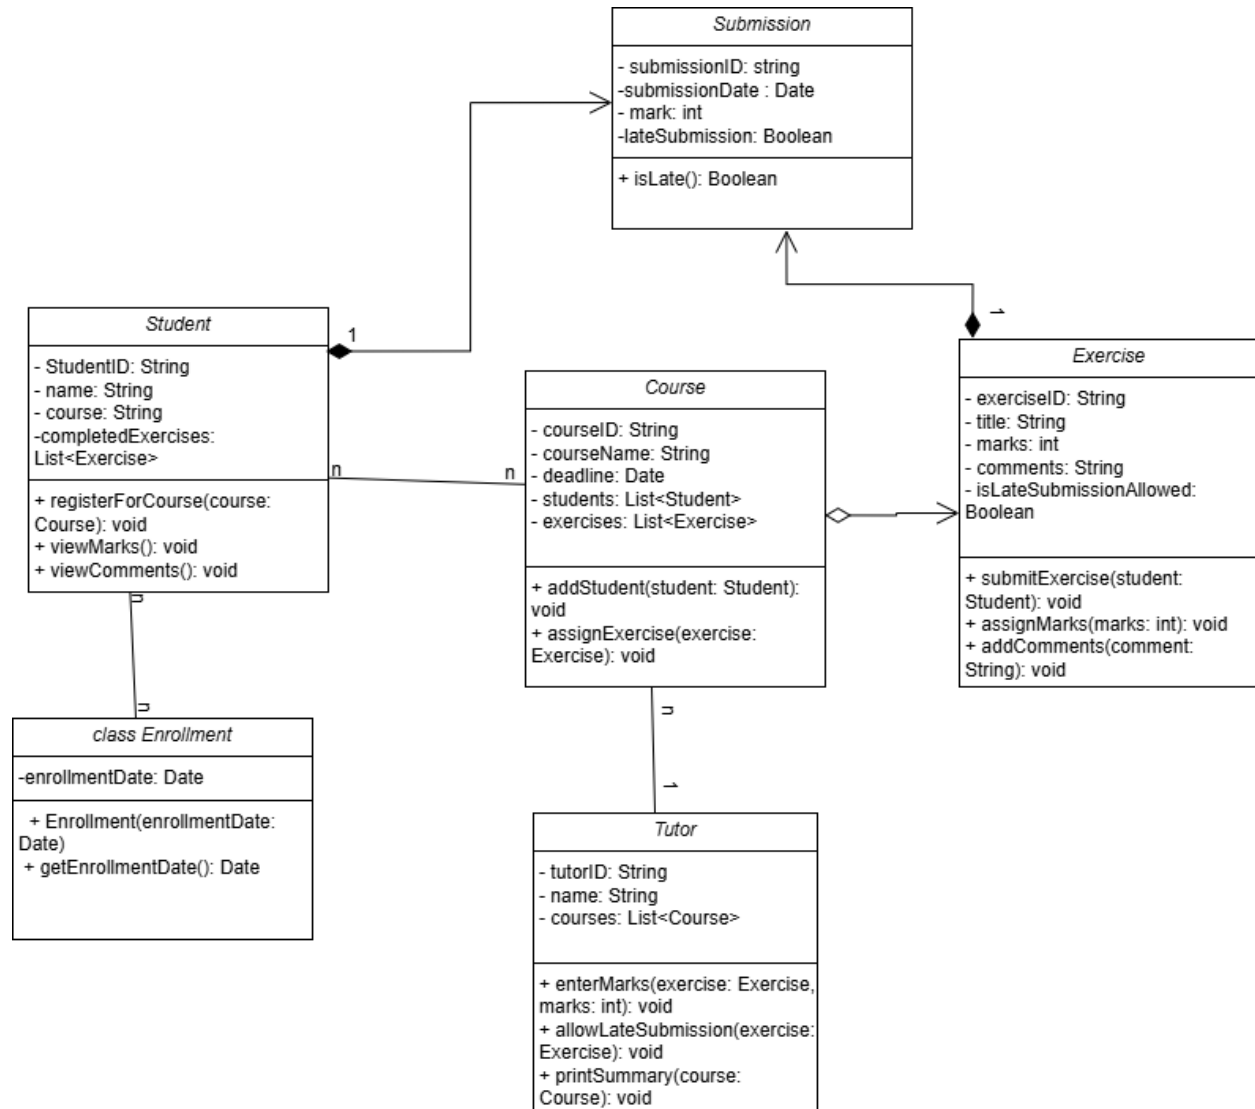 Submission
- submissionID: string
-submissionDate : Date
- mark: int
-lateSubmission: Boolean
+ isLate(): Boolean
1
Student
- StudentID: String
- name: String
- course: String
-completedExercises:
List<Exercise>
+ registerForCourse(course:
Course): void
+ viewMarks(): void
+ viewComments(): void
n
n
Course
- courseID: String
- courseName: String
- deadline: Date
- students: List<Student>
- exercises: List<Exercise>
+ addStudent(student: Student):
void
+ assignExercise(exercise:
Exercise): void
1
Exercise
- exerciseID: String
- title: String
- marks: int
- comments: String
- isLateSubmissionAllowed:
Boolean
+ submitExercise(student:
Student): void
+ assignMarks(marks: int): void
+ addComments(comment:
String): void
n
n
class Enrollment
-enrollmentDate: Date
+ Enrollment(enrollmentDate:
Date)
+ getEnrollmentDate(): Date
n
1
Tutor
- tutorID: String
- name: String
- courses: List<Course>
+ enterMarks(exercise: Exercise,
marks: int): void
+ allowLateSubmission(exercise:
Exercise): void
+ printSummary(course:
Course): void